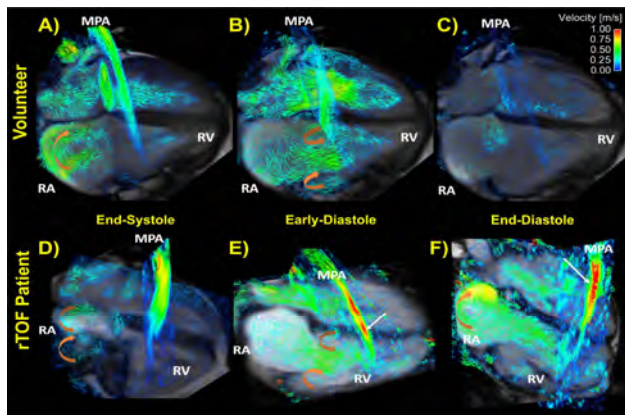 A)
MPA
RV
RA
Volunteer
B)
MPA
RV
RA
C)
MPA
RV
RA
Velocity [m/s]
1.00
0.75
0.50
0.25
0.00
End-Systole
Early-Diastole
End-Diastole
rTOF Patient
D)
MPA
RA
RV
E)
MPA
RA
RV
F)
MPA
RA
RV